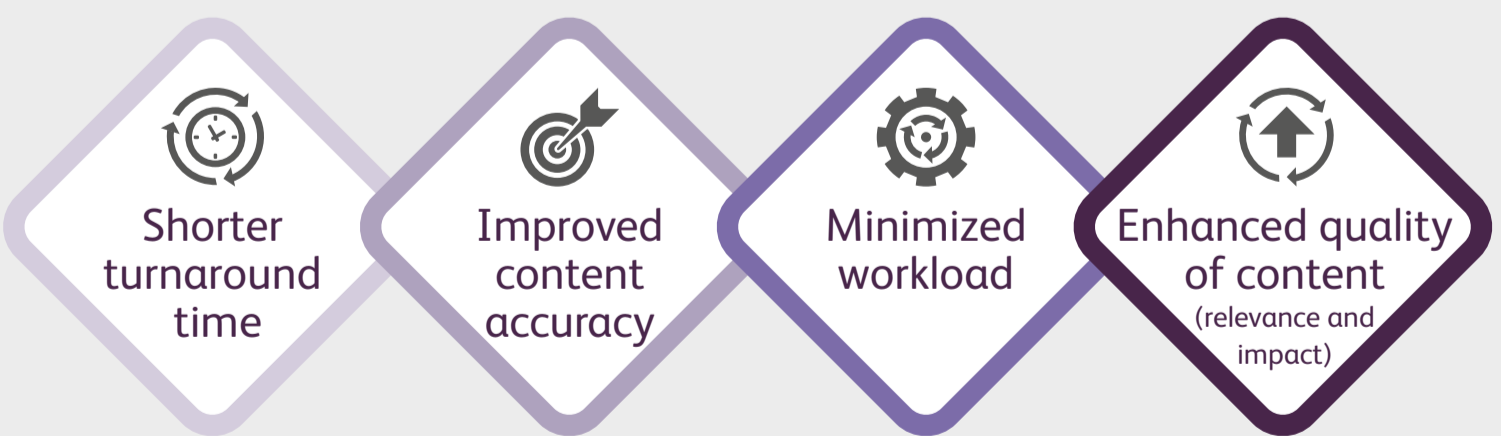 Shorter
turnaround
time
Improved
content
accuracy
Minimized
workload
Enhanced quality
of content
(relevance and
impact)